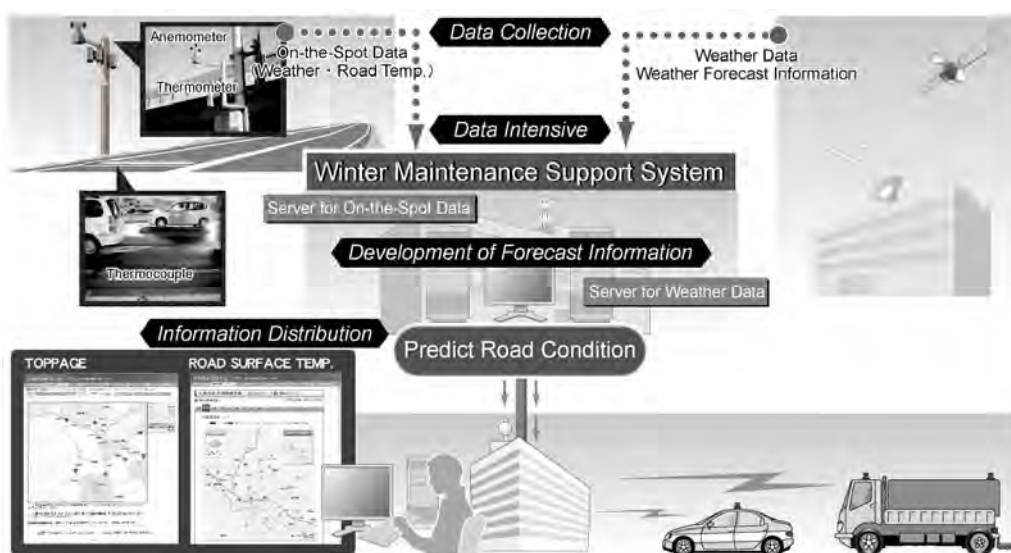 Data Collection
Anemometer
On-the-Spot Data
(Weather・Road Temp.)
Thermometer
Weather Data
Weather Forecast Information
Data Intensive
Winter Maintenance Support System
Server for On-the-Spot Data
Development of Forecast Information
Thermocouple
Server for Weather Data
Information Distribution
Predict Road Condition
TOPPAGE
ROAD SURFACE TEMP.